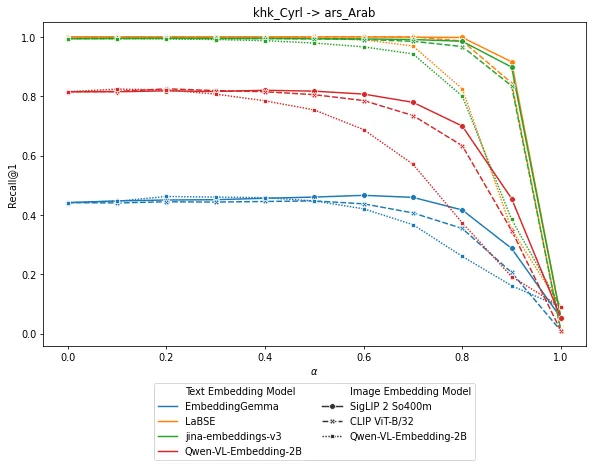 khk_Cyrl -> ars_Arab
Recall@1
1.0
0.8
0.6
0.4
0.2
0.0
0.0 0.2 0.4 0.6 0.8 1.0
α
Text Embedding Model
EmbeddingGemma
LaBSE
jina-embeddings-v3
Qwen-VL-Embedding-2B
Image Embedding Model
SigLIP 2 So400m
CLIP ViT-B/32
Qwen-VL-Embedding-2B